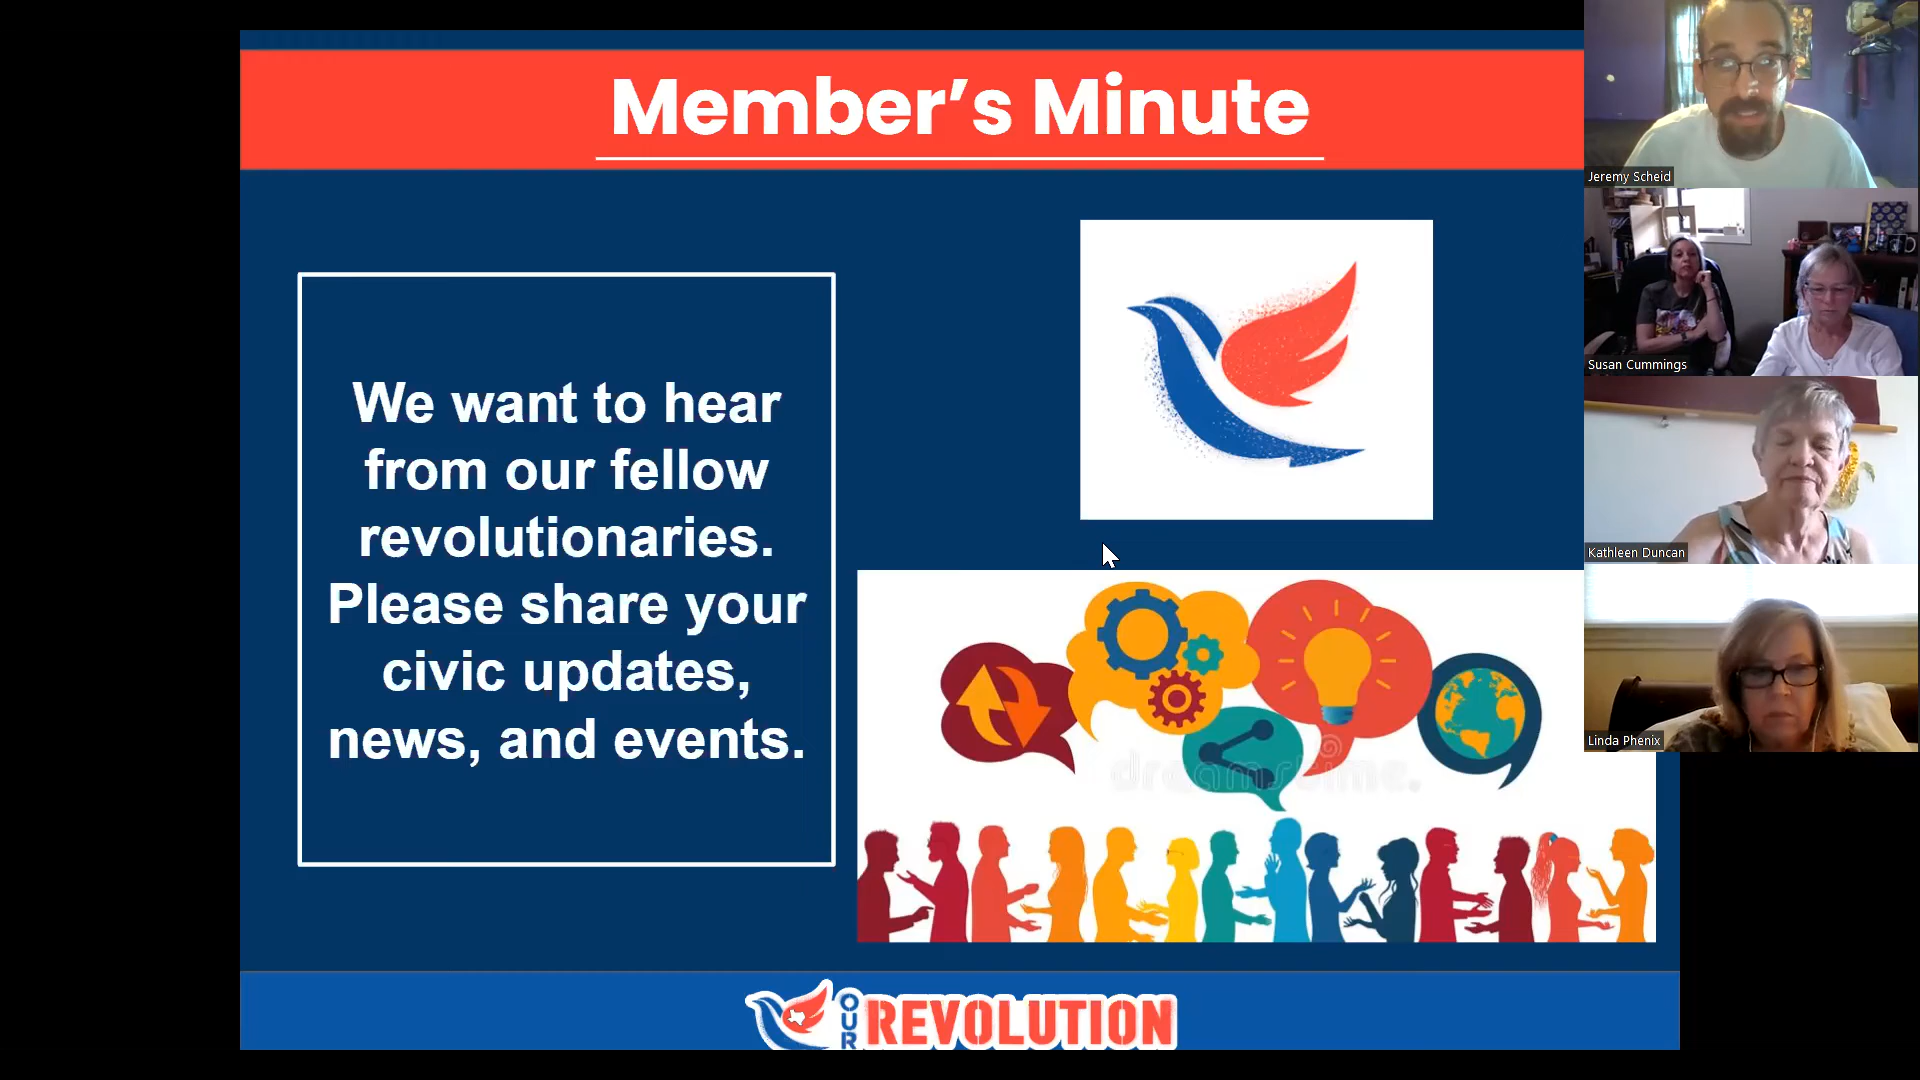 Member’s Minute
We want to hear
from our fellow
revolutionaries.
Please share your
civic updates,
news, and events.
dreamstime.
OUR REVOLUTION
Jeremy Scheid
Susan Cummings
Kathleen Duncan
Linda Phenix